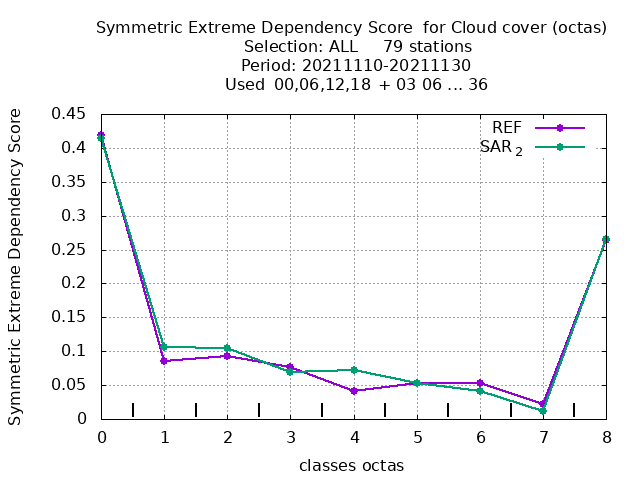 Symmetric Extreme Dependency Score for Cloud cover (octas)
Selection: ALL 79 stations
Period: 20211110-20211130
Used 00,06,12,18 + 03 06 ... 36
Symmetric Extreme Dependency Score
0.45
0.4
0.35
0.3
0.25
0.2
0.15
0.1
0.05
0
REF
SAR 2
0 1 2 3 4 5 6 7 8
classes octas